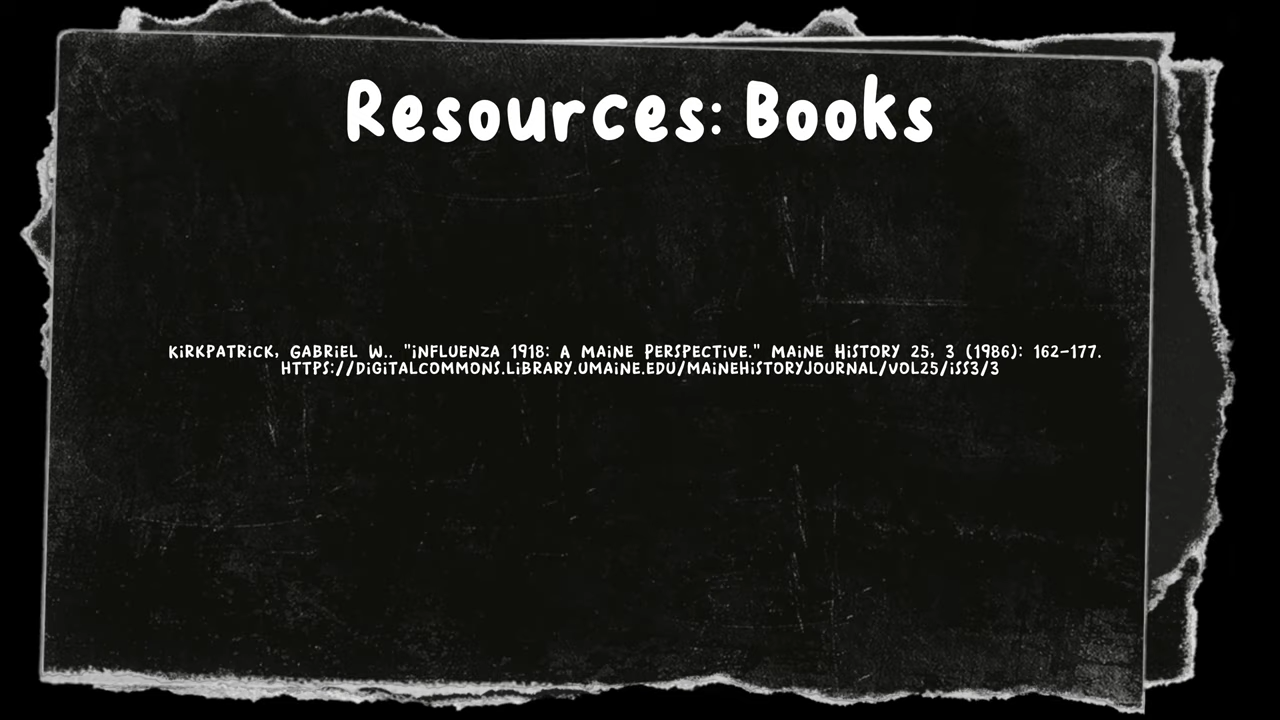 Resources: Books
KIRKPATRICK, GABRIEL W.. "INFLUENZA 1918: A MAINE PERSPECTIVE." MAINE HISTORY 25, 3 (1986): 162-177.
HTTPS://DIGITALCOMMONS.LIBRARY.UMAINE.EDU/MAINEHISTORYJOURNAL/VOL25/ISS3/3